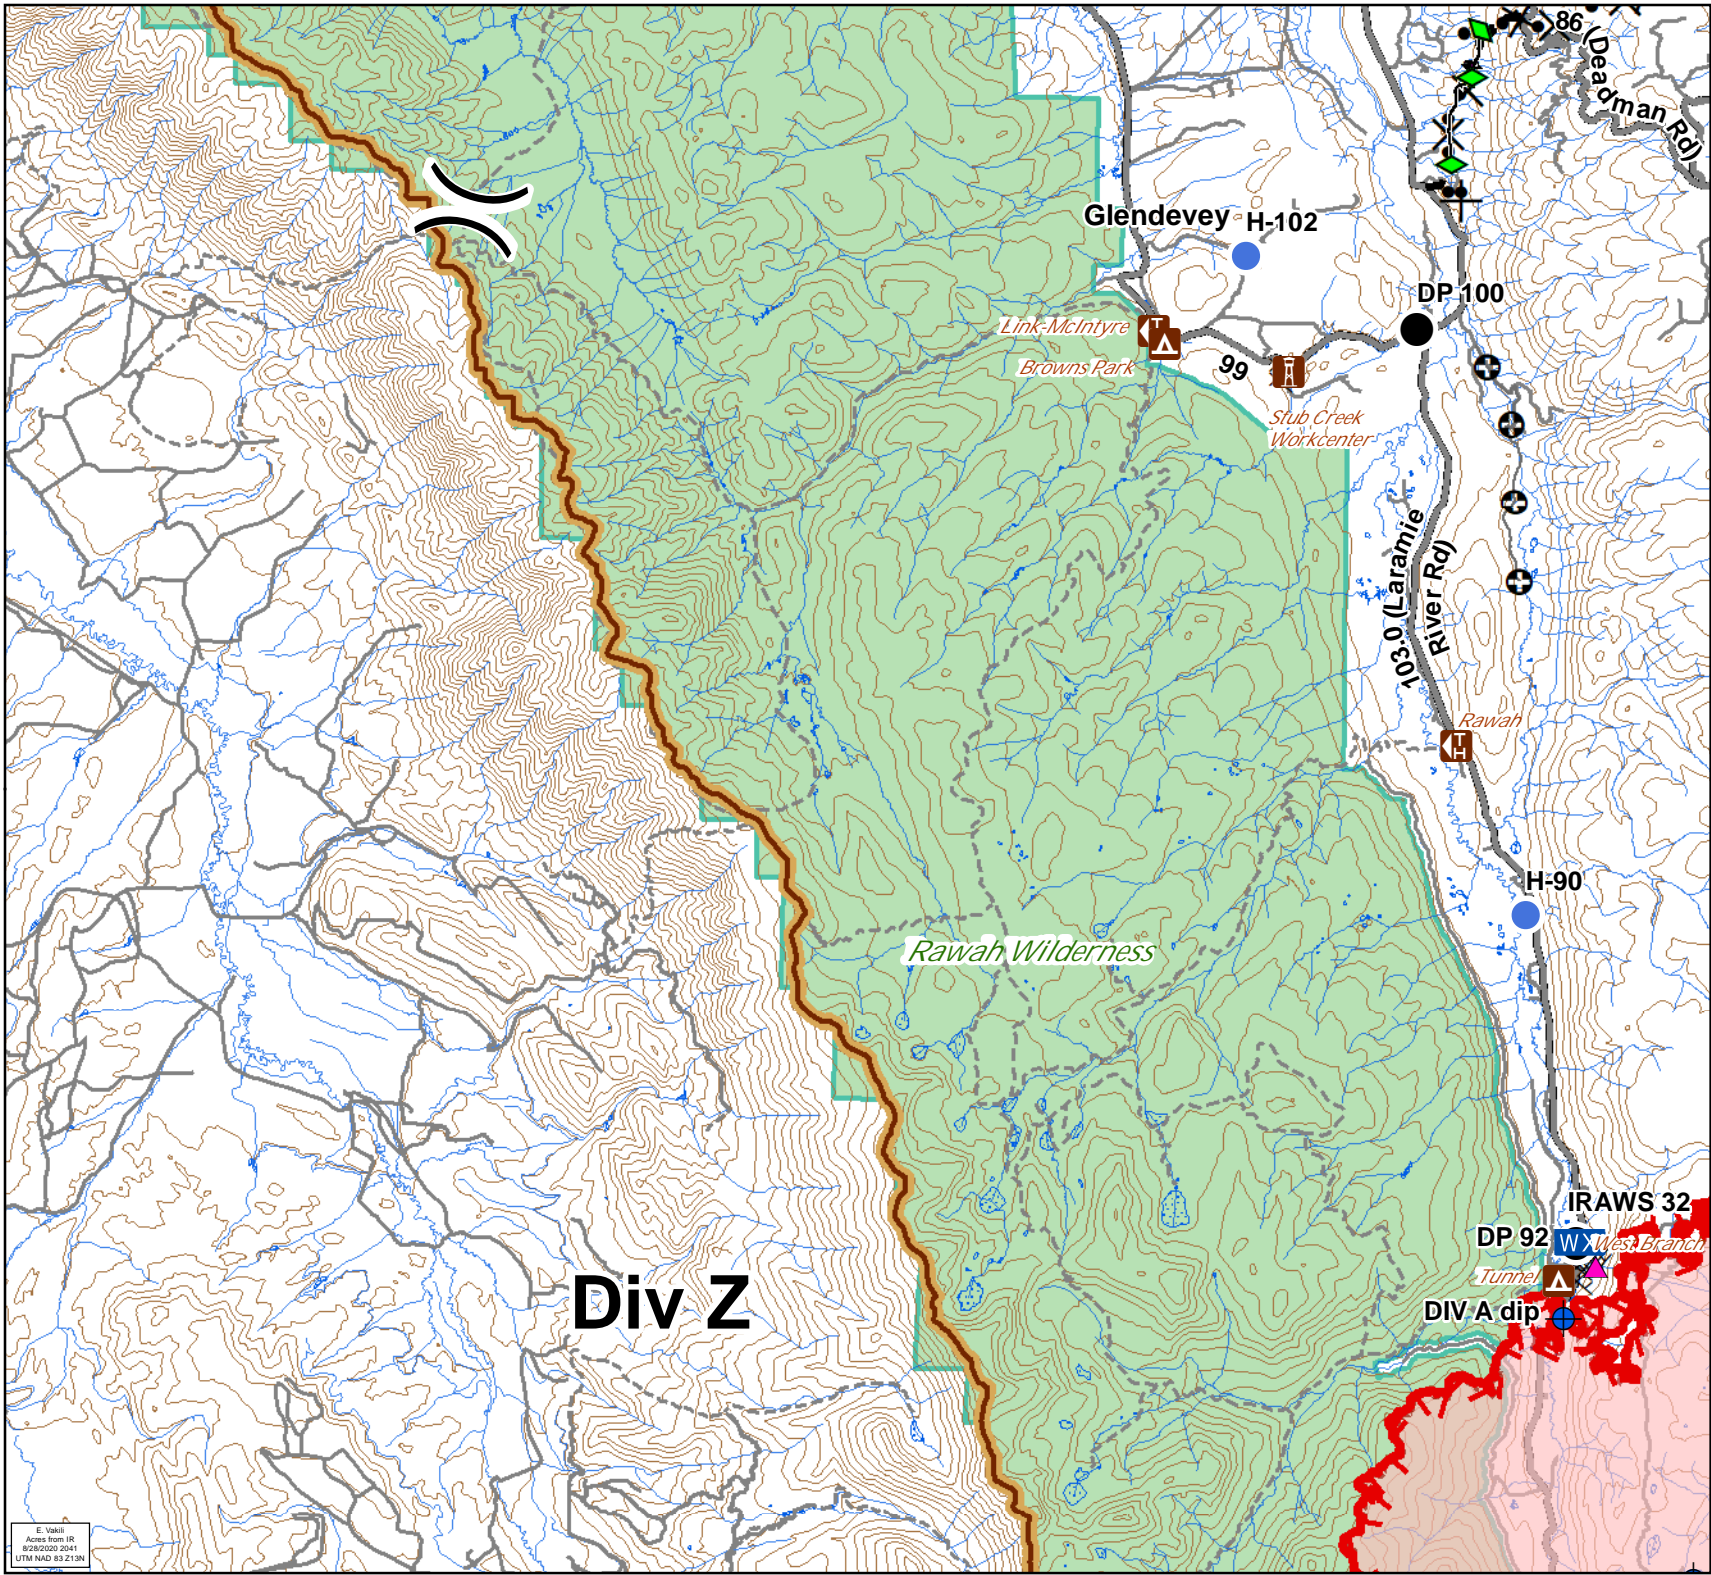 86 (Deadman Rd)
Glendevey
H-102
DP 100
Link-McIntyre
Browns Park
99
Stub Creek
Workcenter
103.0 (Laramie
River Rd)
Rawah
TH
H-90
Rawah Wilderness
IRAWS 32
DP 92
WX
West Branch
Tunnel
DIV A dip
Div Z
E. Vakili
Acres from IR
8/28/2020 2041
UTM NAD 83 Z13N